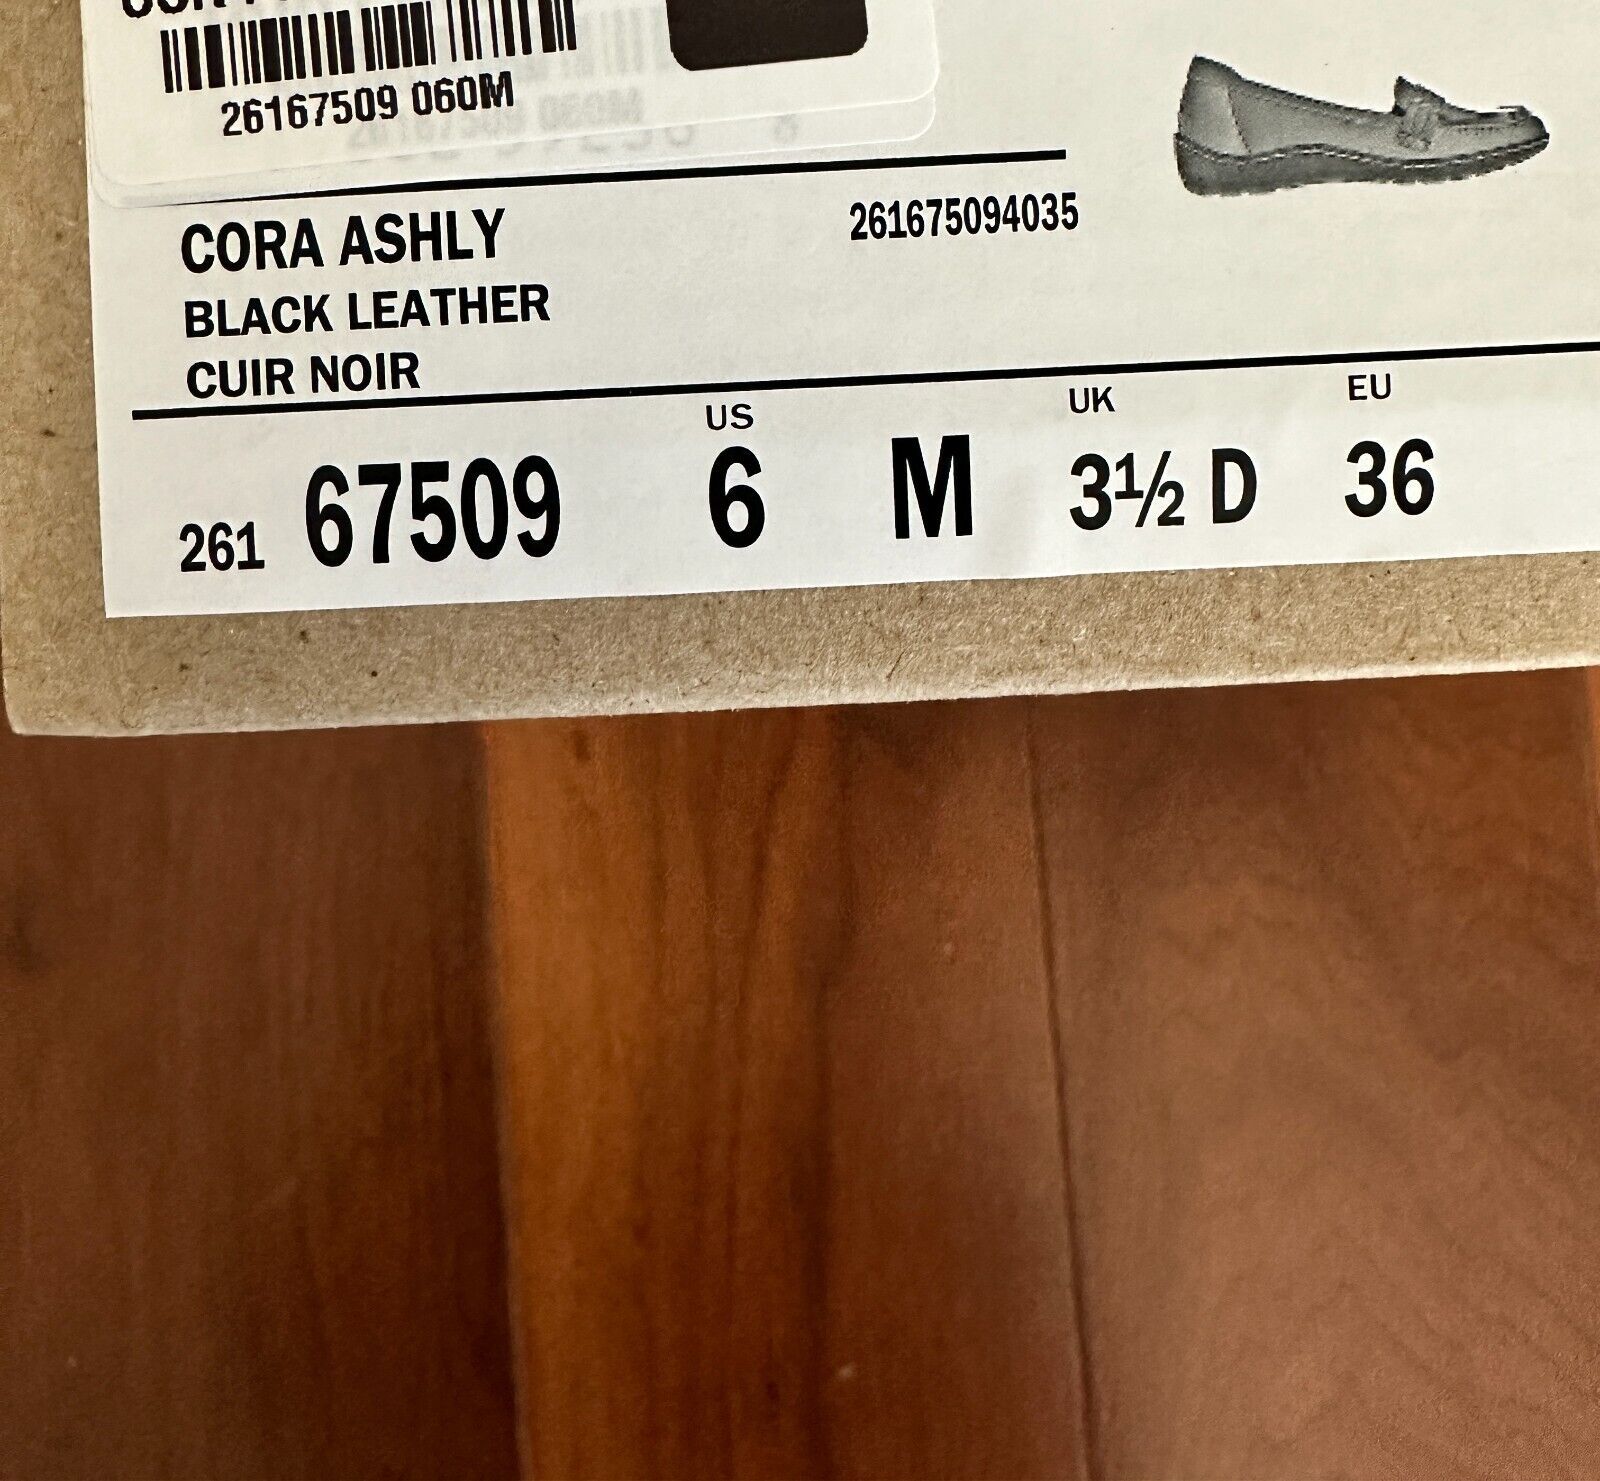 26167509 060M
CORA ASHLY
261675094035
BLACK LEATHER
CUIR NOIR
US
UK
EU
261 67509 6 M 3½ D 36